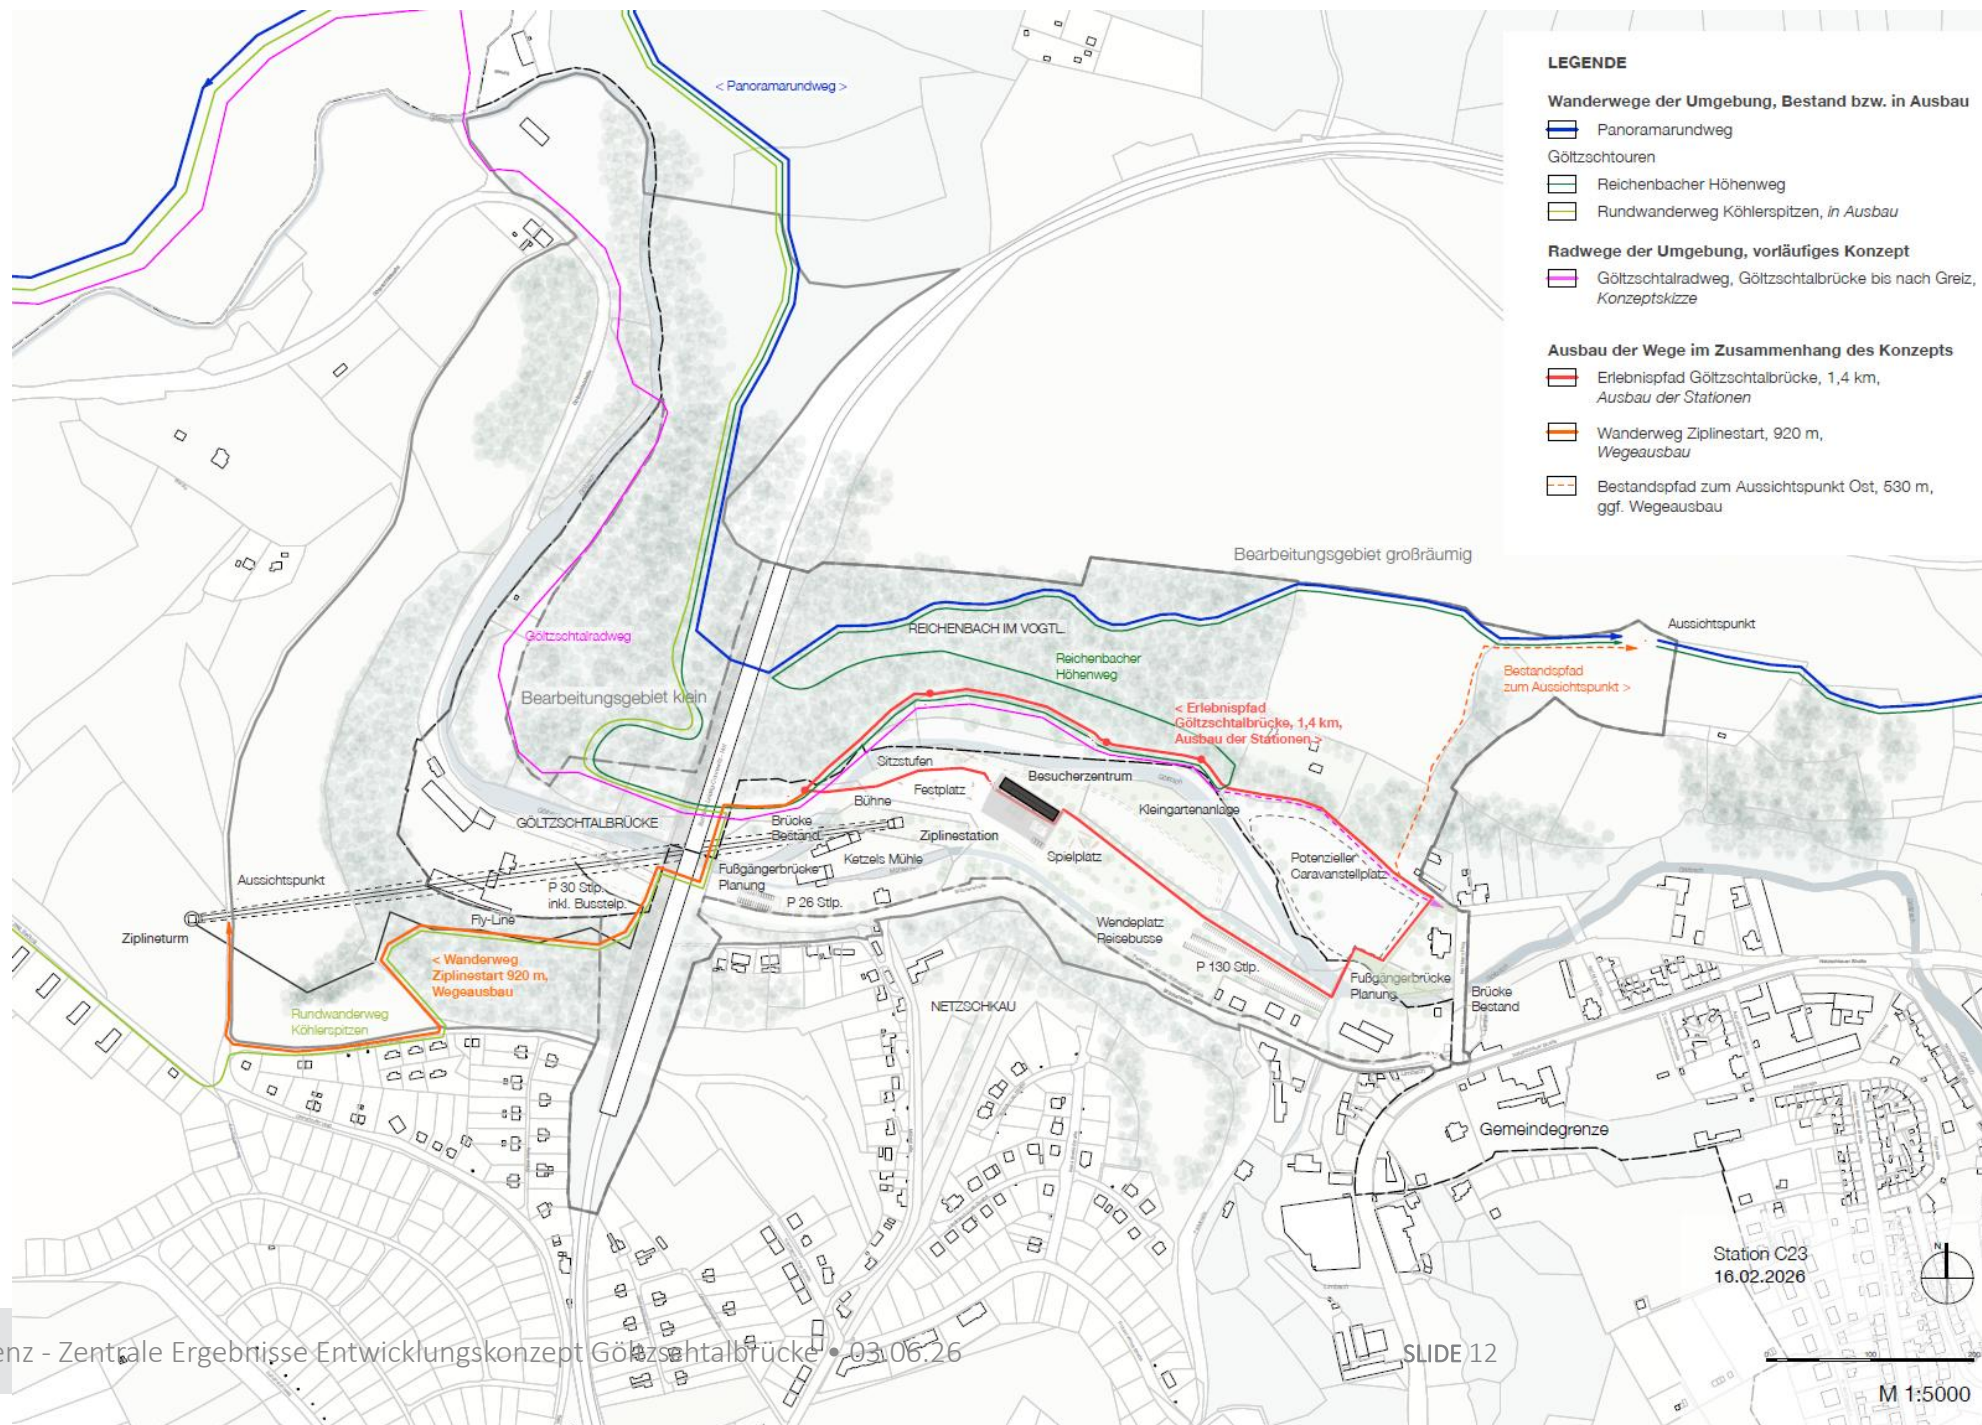 LEGENDE
Wanderwege der Umgebung, Bestand bzw. in Ausbau
Panoramarundweg
Göltzschtouren
Reichenbacher Höhenweg
Rundwanderweg Köhlerspitzen, in Ausbau
Radwege der Umgebung, vorläufiges Konzept
Göltzschtalradweg, Göltzschtalbrücke bis nach Greiz,
Konzeptskizze
Ausbau der Wege im Zusammenhang des Konzepts
Erlebnispfad Göltzschtalbrücke, 1,4 km,
Ausbau der Stationen
Wanderweg Ziplinestart, 920 m,
Wegeausbau
Bestandspfad zum Aussichtspunkt Ost, 530 m,
ggf. Wegeausbau
< Panoramarundweg >
Bearbeitungsgebiet großräumig
Aussichtspunkt
REICHENBACH IM VOGTL.
Göltzschtalradweg
Reichenbacher
Höhenweg
Bestandspfad
zum Aussichtspunkt >
Bearbeitungsgebiet klein
< Erlebnispfad
Göltzschtalbrücke, 1,4 km,
Ausbau der Stationen >
Sitzstufen
Besucherzentrum
Festplatz
Bühne
Kleingartenanlage
GÖLTZSCHTALBRÜCKE
Brücke
Bestand
Ziplinestation
Ketzels Mühle
Spielplatz
Potenzieller
Caravanstellplatz
Fußgängerbrücke
Planung
Aussichtspunkt
P 30 Stlp.
inkl. Busstelp.
P 26 Stlp.
Fly-Line
Ziplineturm
Wendeplatz
Reisebusse
< Wanderweg
Ziplinestart 920 m,
Wegeausbau
P 130 Stlp.
Fußgängerbrücke
Planung
Brücke
Bestand
Rundwanderweg
Köhlerspitzen
NETZSCHKAU
Gemeindegrenze
Station C23
16.02.2026
N
enz - Zentrale Ergebnisse Entwicklungskonzept Göltzschtalbrücke • 03.06.26
SLIDE 12
0 100 200
M 1:5000